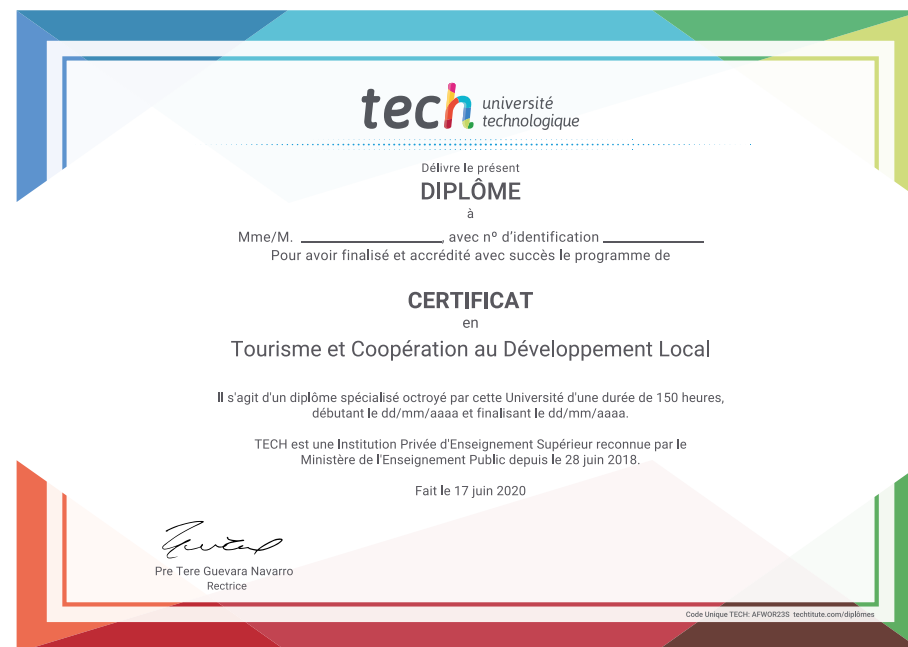 tech université
technologique
Délivre le présent
DIPLÔME
à
Mme/M. ____________________, avec nº d'identification ______________
Pour avoir finalisé et accrédité avec succès le programme de
CERTIFICAT
en
Tourisme et Coopération au Développement Local
Il s'agit d'un diplôme spécialisé octroyé par cette Université d'une durée de 150 heures,
débutant le dd/mm/aaaa et finalisant le dd/mm/aaaa.
TECH est une Institution Privée d'Enseignement Supérieur reconnue par le
Ministère de l'Enseignement Public depuis le 28 juin 2018.
Fait le 17 juin 2020
Pre Tere Guevara Navarro
Rectrice
Code Unique TECH: AFWOR23S techtitute.com/diplômes